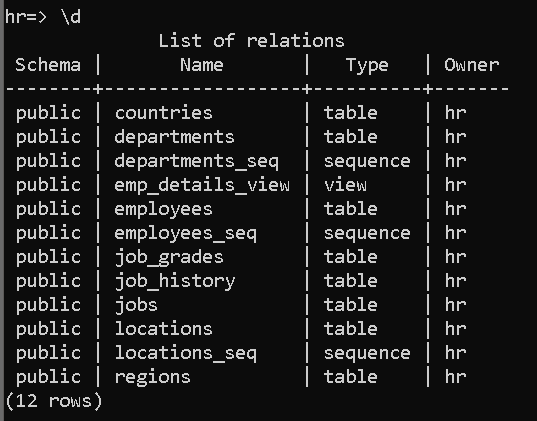 hr=> \d
                 List of relations
 Schema |       Name       |   Type   | Owner
--------+------------------+----------+-------
 public | countries        | table    | hr
 public | departments      | table    | hr
 public | departments_seq  | sequence | hr
 public | emp_details_view | view     | hr
 public | employees        | table    | hr
 public | employees_seq    | sequence | hr
 public | job_grades       | table    | hr
 public | job_history      | table    | hr
 public | jobs             | table    | hr
 public | locations        | table    | hr
 public | locations_seq    | sequence | hr
 public | regions          | table    | hr
(12 rows)